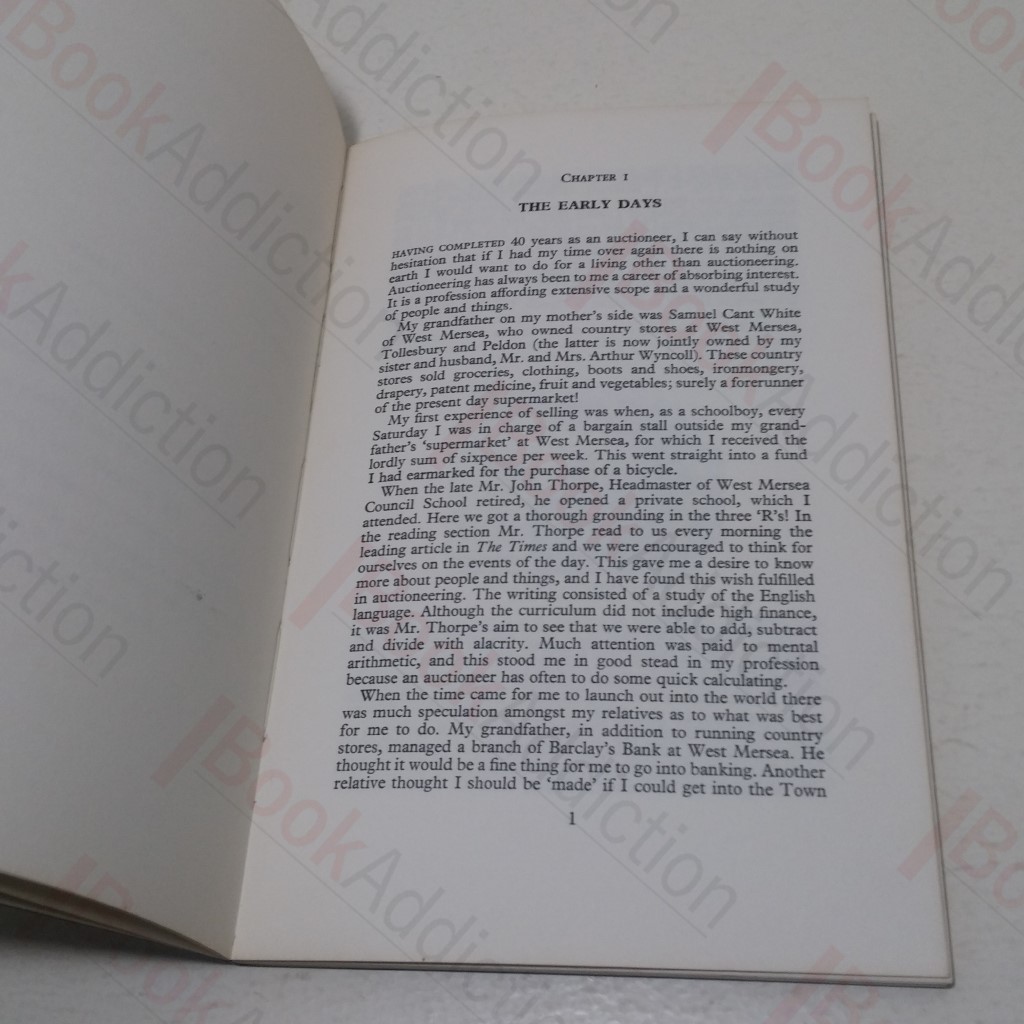 CHAPTER 1
THE EARLY DAYS
HAVING COMPLETED 40 years as an auctioneer, I can say without
hesitation that if I had my time over again there is nothing on
earth I would want to do for a living other than auctioneering.
Auctioneering has always been to me a career of absorbing interest.
It is a profession affording extensive scope and a wonderful study
of people and things.
My grandfather on my mother's side was Samuel Cant White
of West Mersea, who owned country stores at West Mersea,
Tollesbury and Peldon (the latter is now jointly owned by my
sister and husband, Mr. and Mrs. Arthur Wyncoll). These country
stores sold groceries, clothing, boots and shoes, ironmongery,
drapery, patent medicine, fruit and vegetables; surely a forerunner
of the present day supermarket!
My first experience of selling was when, as a schoolboy, every
Saturday I was in charge of a bargain stall outside my grand-
father's 'supermarket' at West Mersea, for which I received the
lordly sum of sixpence per week. This went straight into a fund
I had earmarked for the purchase of a bicycle.
When the late Mr. John Thorpe, Headmaster of West Mersea
Council School retired, he opened a private school, which I
attended. Here we got a thorough grounding in the three 'R's! In
the reading section Mr. Thorpe read to us every morning the
leading article in The Times and we were encouraged to think for
ourselves on the events of the day. This gave me a desire to know
more about people and things, and I have found this wish fulfilled
in auctioneering. The writing consisted of a study of the English
language. Although the curriculum did not include high finance,
it was Mr. Thorpe's aim to see that we were able to add, subtract
and divide with alacrity. Much attention was paid to mental
arithmetic, and this stood me in good stead in my profession
because an auctioneer has often to do some quick calculating.
When the time came for me to launch out into the world there
was much speculation amongst my relatives as to what was best
for me to do. My grandfather, in addition to running country
stores, managed a branch of Barclay's Bank at West Mersea. He
thought it would be a fine thing for me to go into banking. Another
relative thought I should be 'made' if I could get into the Town
1
BookAddiction
BookAddiction
BookAddiction
BookAddiction
BookAddiction